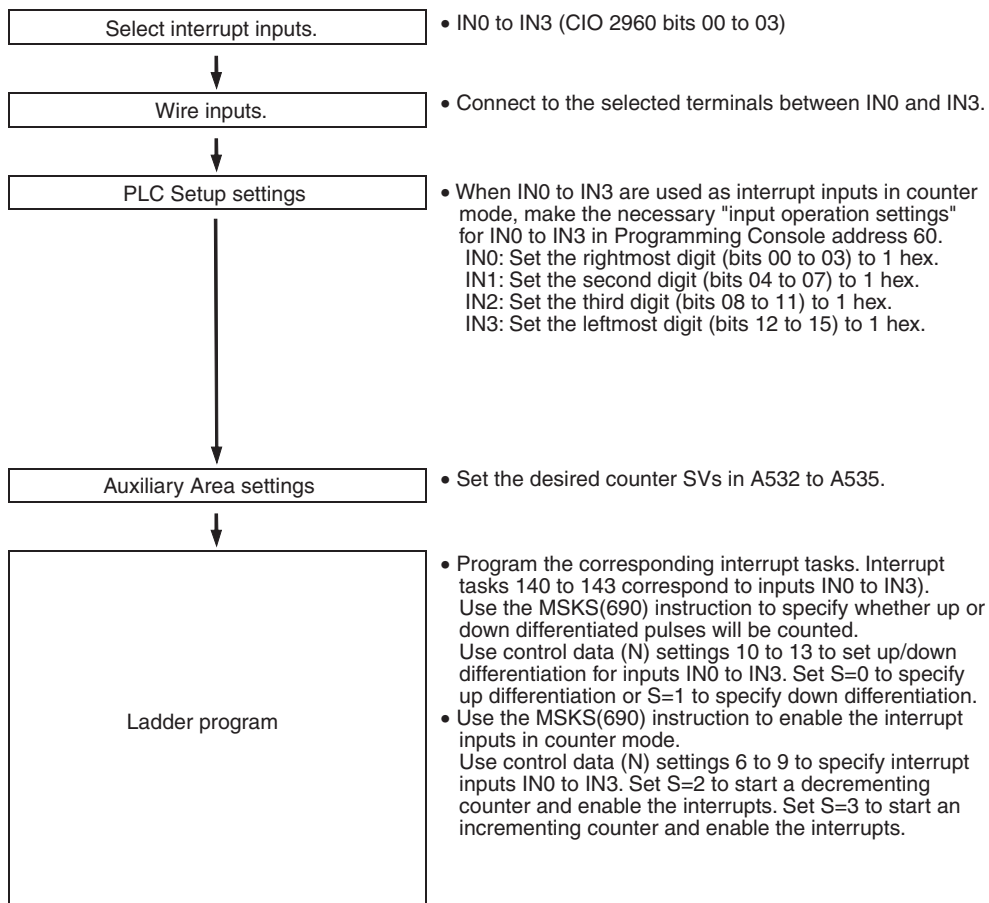 Select interrupt inputs.
• IN0 to IN3 (CIO 2960 bits 00 to 03)
Wire inputs.
• Connect to the selected terminals between IN0 and IN3.
PLC Setup settings
• When IN0 to IN3 are used as interrupt inputs in counter
mode, make the necessary "input operation settings"
for IN0 to IN3 in Programming Console address 60.
IN0: Set the rightmost digit (bits 00 to 03) to 1 hex.
IN1: Set the second digit (bits 04 to 07) to 1 hex.
IN2: Set the third digit (bits 08 to 11) to 1 hex.
IN3: Set the leftmost digit (bits 12 to 15) to 1 hex.
Auxiliary Area settings
• Set the desired counter SVs in A532 to A535.
Ladder program
• Program the corresponding interrupt tasks. Interrupt
tasks 140 to 143 correspond to inputs IN0 to IN3).
Use the MSKS(690) instruction to specify whether up or
down differentiated pulses will be counted.
Use control data (N) settings 10 to 13 to set up/down
differentiation for inputs IN0 to IN3. Set S=0 to specify
up differentiation or S=1 to specify down differentiation.
• Use the MSKS(690) instruction to enable the interrupt
inputs in counter mode.
Use control data (N) settings 6 to 9 to specify interrupt
inputs IN0 to IN3. Set S=2 to start a decrementing
counter and enable the interrupts. Set S=3 to start an
incrementing counter and enable the interrupts.